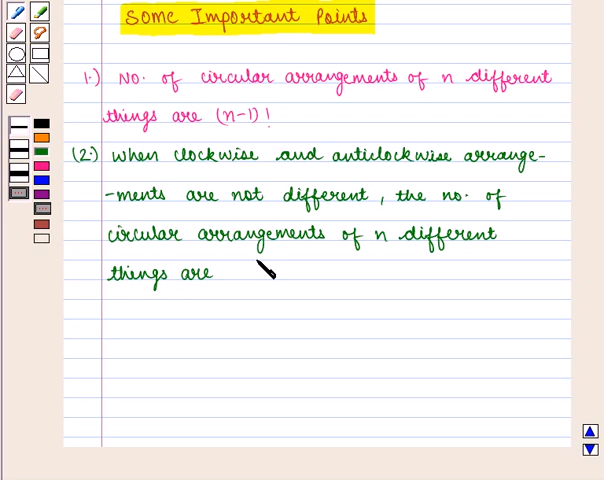 Some Important Points
1.) No. of circular arrangements of n different
things are (n-1)!
(2.) When clockwise and anticlockwise arrange-
-ments are not different, the no. of
circular arrangements of n different
things are